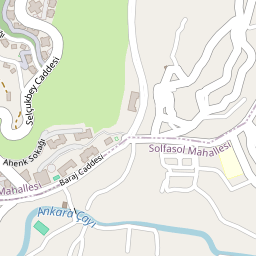 Selçukbey Caddesi
Ahenk Sokağı
Solfasol Mahallesi
Baraj Caddesi
Mahallesi
Ankara Çayı